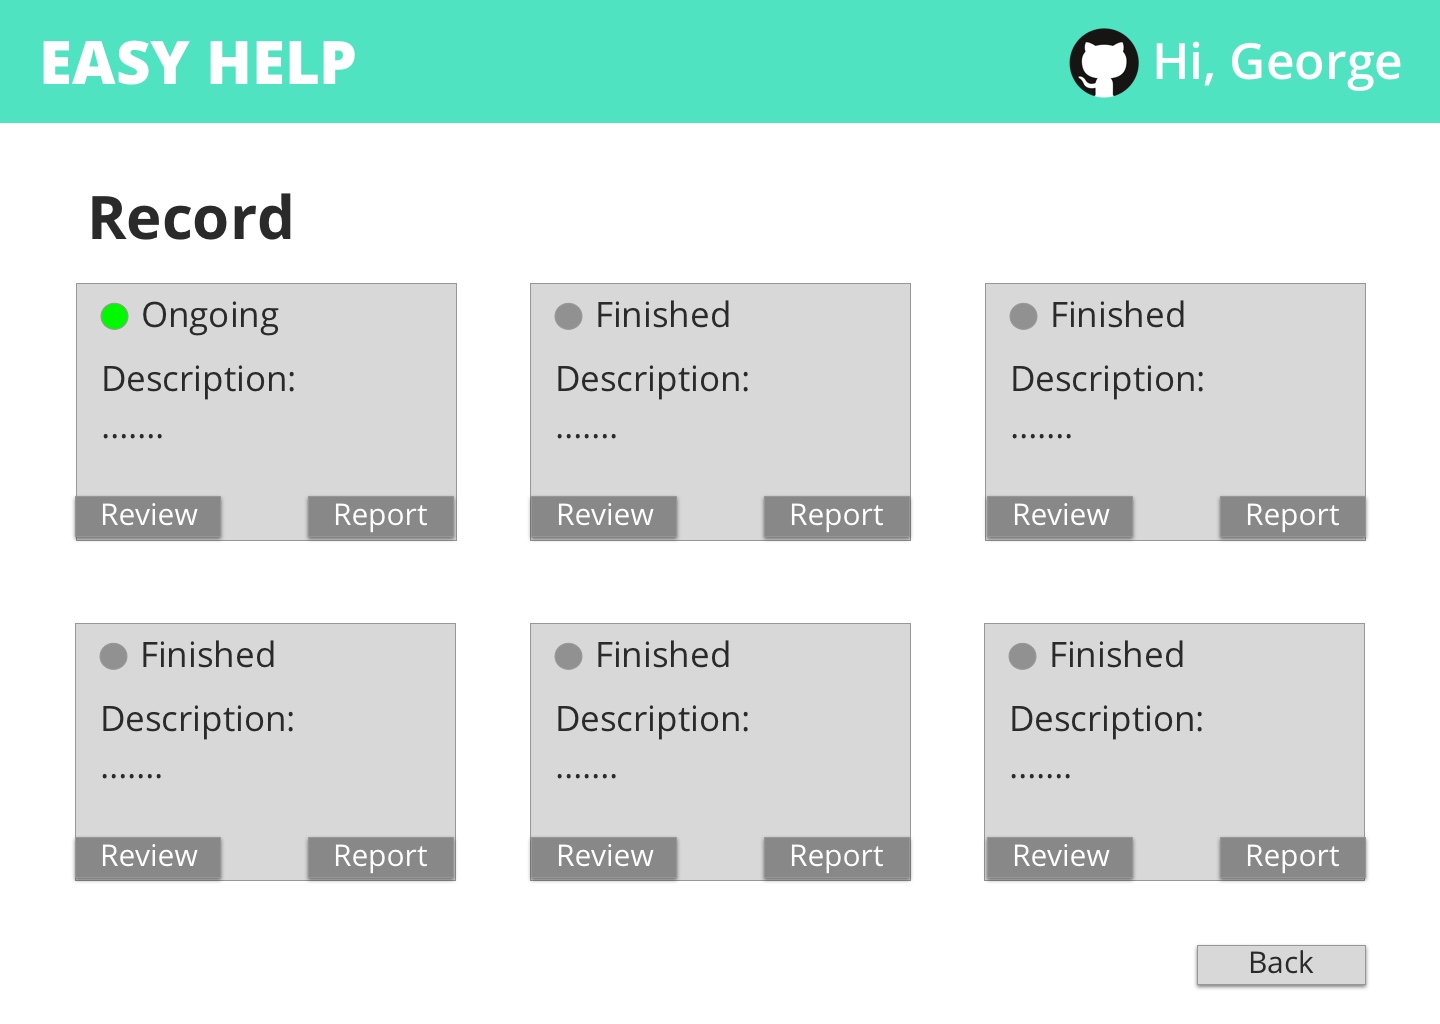 EASY HELP
Hi, George
Record
Ongoing
Description:
.......
Review
Report
Finished
Description:
.......
Review
Report
Finished
Description:
.......
Review
Report
Finished
Description:
.......
Review
Report
Finished
Description:
.......
Review
Report
Finished
Description:
.......
Review
Report
Back